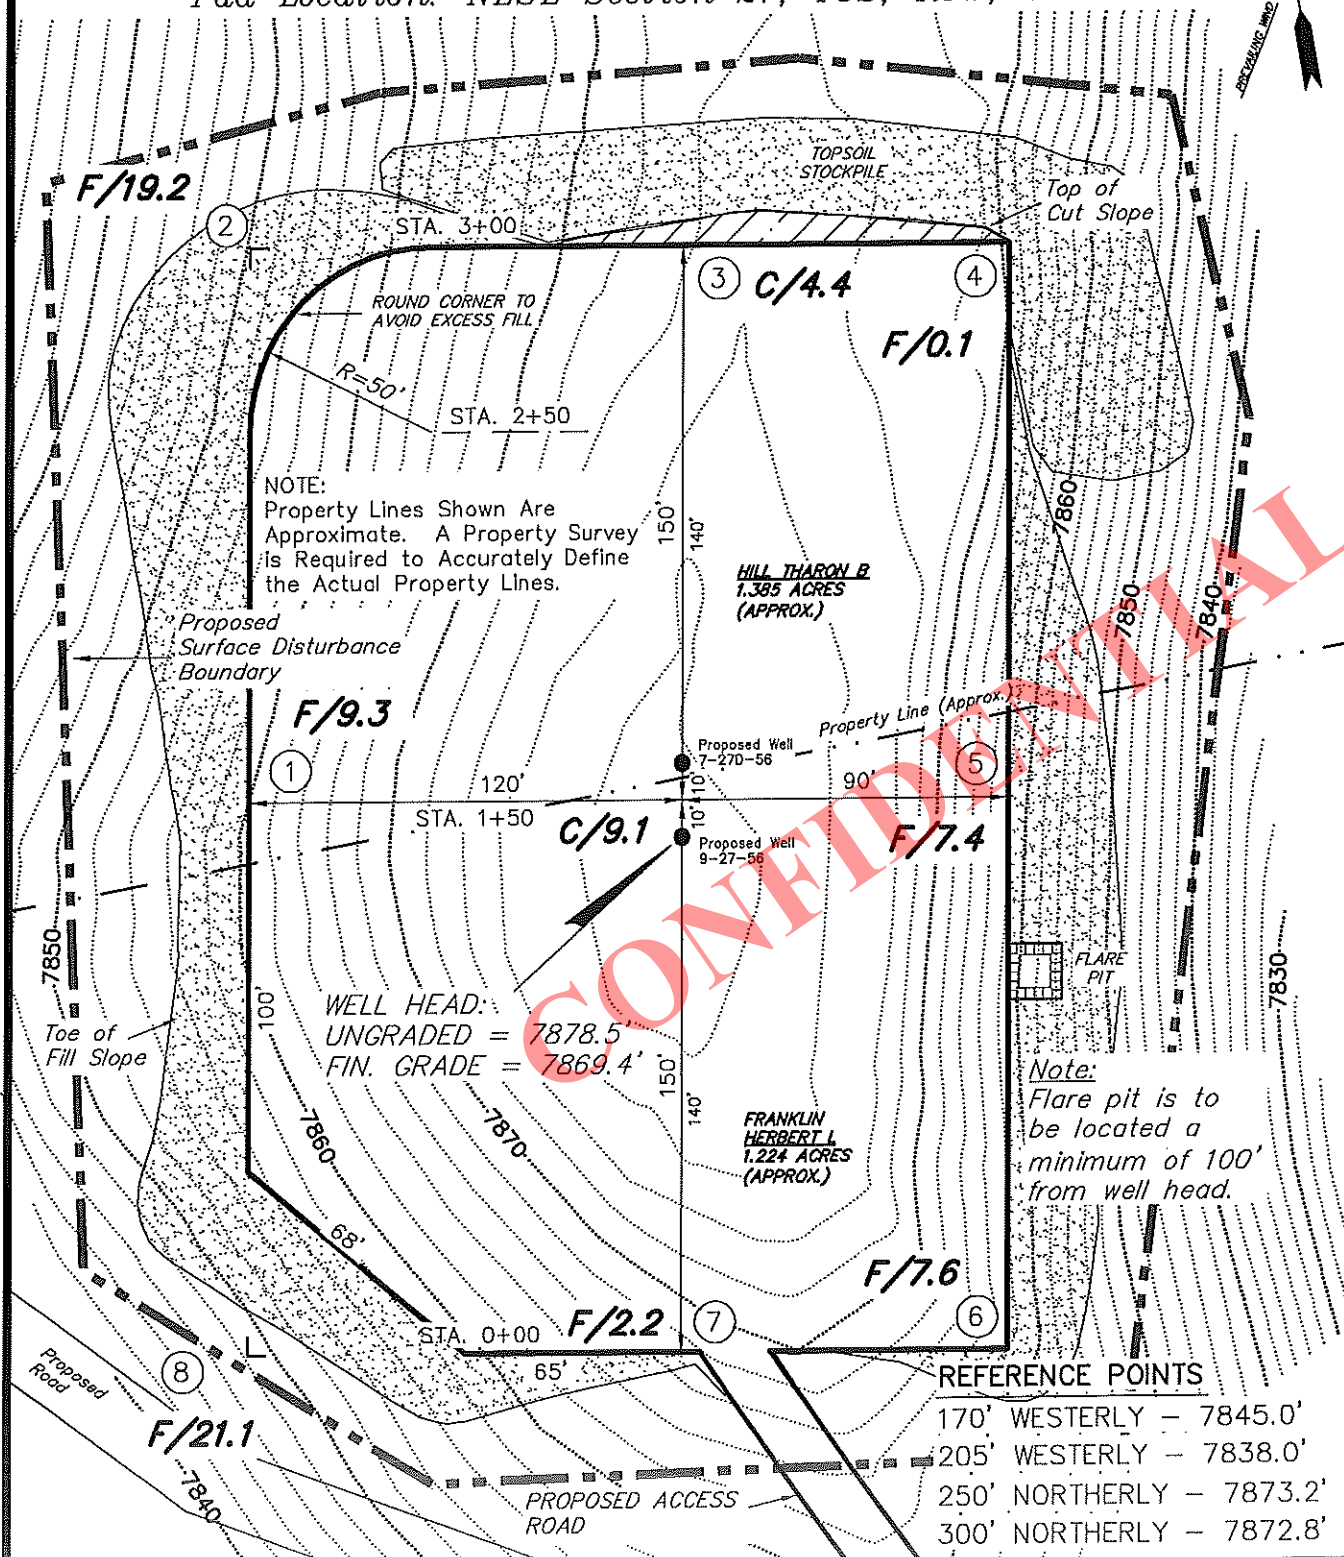 PREVAILING WIND
TOPSOIL
STOCKPILE
F/19.2
Top of
Cut Slope
2
STA. 3+00
3
C/4.4
4
ROUND CORNER TO
AVOID EXCESS FILL
F/0.1
R=50'
STA. 2+50
NOTE:
Property Lines Shown Are
Approximate. A Property Survey
is Required to Accurately Define
the Actual Property Lines.
150'
140'
7860
HILL THARON B
1.385 ACRES
(APPROX.)
7850
7840
Proposed
Surface Disturbance
Boundary
F/9.3
Property Line (Approx.)
Proposed Well
7-27D-56
1
5
120'
10'
90'
STA. 1+50
10'
C/9.1
Proposed Well
9-27-56
F/7.4
CONFIDENTIAL
7850
FLARE
PIT
7830
100'
WELL HEAD:
UNGRADED = 7878.5'
FIN. GRADE = 7869.4'
Toe of
Fill Slope
150'
140'
Note:
Flare pit is to
be located a
minimum of 100'
from well head.
7860
7870
FRANKLIN
HERBERT L
1.224 ACRES
(APPROX.)
68'
F/7.6
STA. 0+00
F/2.2
7
6
65'
Proposed
Road
8
F/21.1
7840
PROPOSED ACCESS
ROAD
REFERENCE POINTS
170' WESTERLY - 7845.0'
205' WESTERLY - 7838.0'
250' NORTHERLY - 7873.2'
300' NORTHERLY - 7872.8'